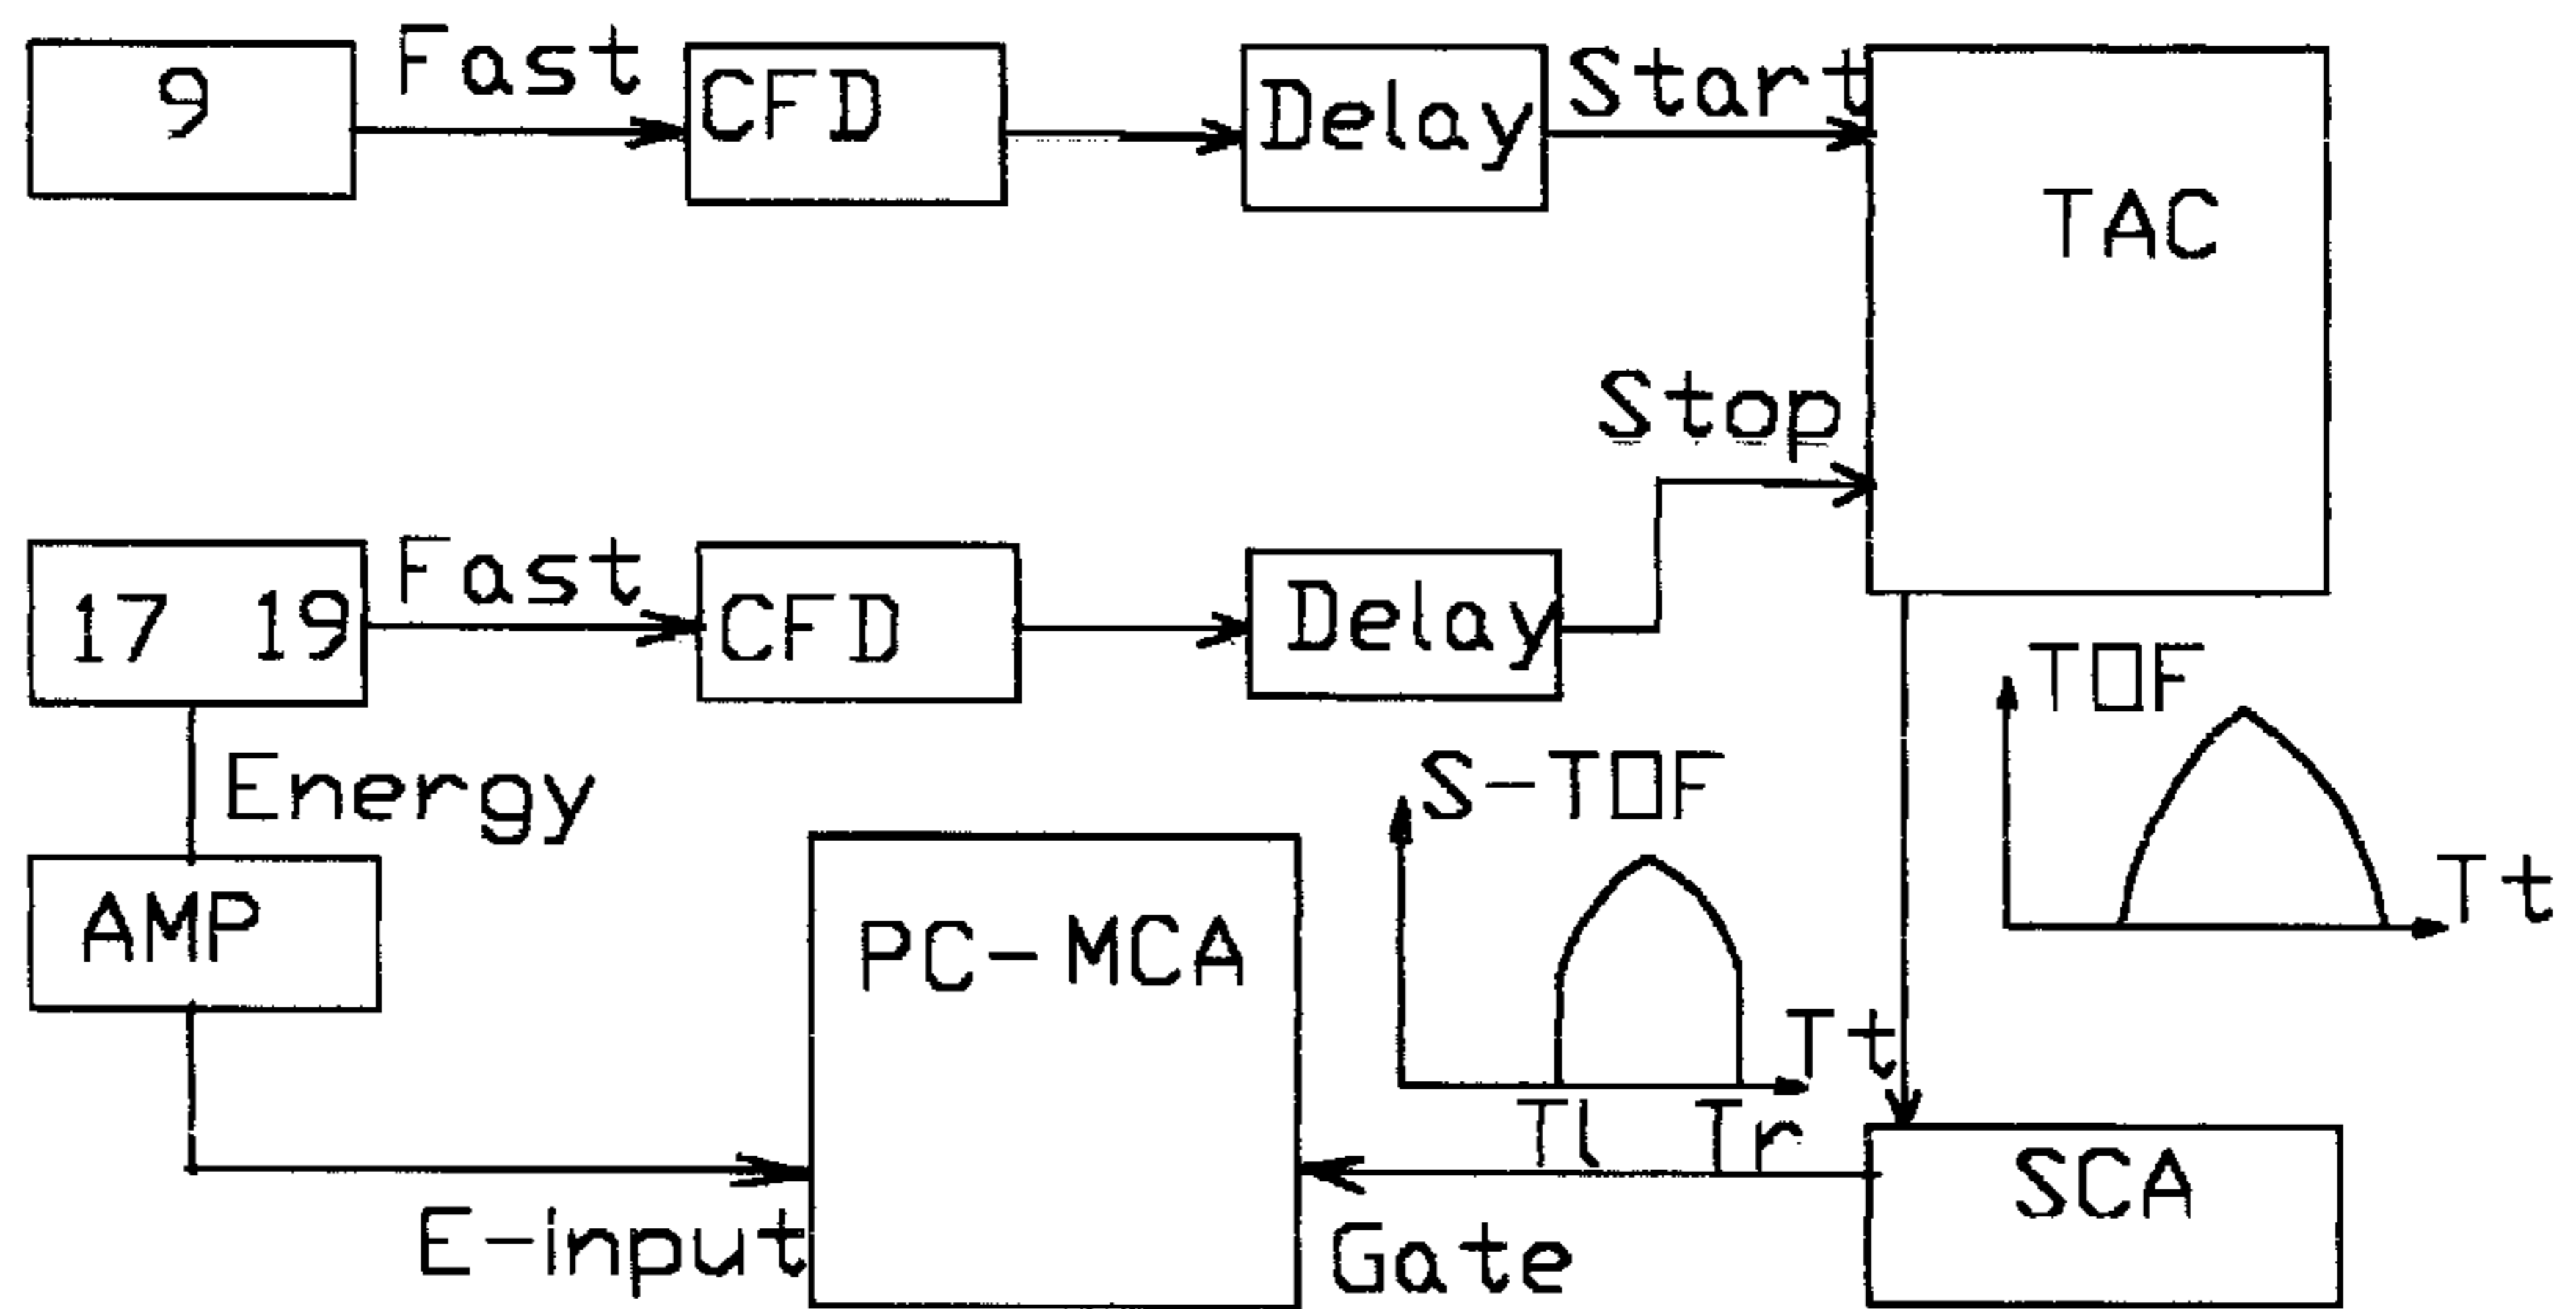 9
Fast
CFD
Delay
Start
TAC
Stop
17 19
Fast
CFD
Delay
TOF
Tt
Energy
S-TOF
Tt
Tl Tr
AMP
PC-MCA
E-input
Gate
SCA